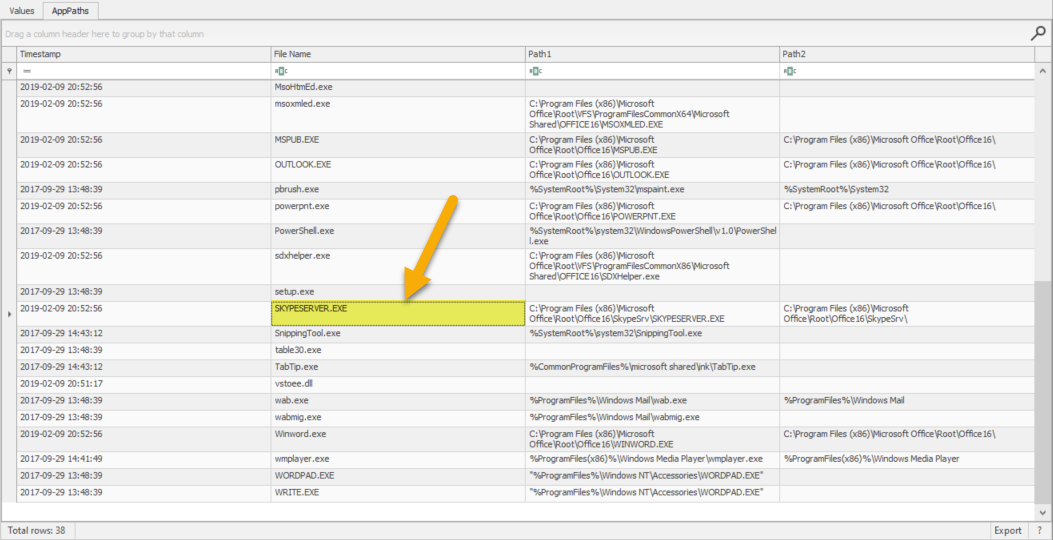 Values AppPaths
Drag a column header here to group by that column
Timestamp File Name Path1 Path2
= RBC RBC RBC
2019-02-09 20:52:56 MsoHtmEd.exe
2019-02-09 20:52:56 msoxmled.exe C:\Program Files (x86)\Microsoft
Office\Root\VFS\ProgramFilesCommonX64\Microsoft
Shared\OFFICE16\MSOXMLED.EXE
2019-02-09 20:52:56 MSPUB.EXE C:\Program Files (x86)\Microsoft C:\Program Files (x86)\Microsoft Office\Root\Office16\
Office\Root\Office16\MSPUB.EXE
2019-02-09 20:52:56 OUTLOOK.EXE C:\Program Files (x86)\Microsoft C:\Program Files (x86)\Microsoft Office\Root\Office16\
Office\Root\Office16\OUTLOOK.EXE
2017-09-29 13:48:39 pbrush.exe %SystemRoot%\System32\mspaint.exe %SystemRoot%\System32
2019-02-09 20:52:56 powerpnt.exe C:\Program Files (x86)\Microsoft C:\Program Files (x86)\Microsoft Office\Root\Office16\
Office\Root\Office16\POWERPNT.EXE
2017-09-29 13:48:39 PowerShell.exe %SystemRoot%\system32\WindowsPowerShell\v1.0\PowerShel
l.exe
2019-02-09 20:52:56 sdxhelper.exe C:\Program Files (x86)\Microsoft
Office\Root\VFS\ProgramFilesCommonX86\Microsoft
Shared\OFFICE16\SDXHelper.exe
2017-09-29 13:48:39 setup.exe
2019-02-09 20:52:56 SKYPESERVER.EXE C:\Program Files (x86)\Microsoft C:\Program Files (x86)\Microsoft
Office\Root\Office16\SkypeSrv\SKYPESERVER.EXE Office\Root\Office16\SkypeSrv\
2017-09-29 14:43:12 SnippingTool.exe %SystemRoot%\system32\SnippingTool.exe
2017-09-29 13:48:39 table30.exe
2017-09-29 14:43:12 TabTip.exe %CommonProgramFiles%\microsoft shared\ink\TabTip.exe
2019-02-09 20:51:17 vstoee.dll
2017-09-29 13:48:39 wab.exe %ProgramFiles%\Windows Mail\wab.exe %ProgramFiles%\Windows Mail
2017-09-29 13:48:39 wabmig.exe %ProgramFiles%\Windows Mail\wabmig.exe
2019-02-09 20:52:56 Winword.exe C:\Program Files (x86)\Microsoft C:\Program Files (x86)\Microsoft Office\Root\Office16\
Office\Root\Office16\WINWORD.EXE
2017-09-29 14:41:49 wmplayer.exe %ProgramFiles(x86)%\Windows Media Player\wmplayer.exe %ProgramFiles(x86)%\Windows Media Player
2017-09-29 13:48:39 WORDPAD.EXE "%ProgramFiles%\Windows NT\Accessories\WORDPAD.EXE"
2017-09-29 13:48:39 WRITE.EXE "%ProgramFiles%\Windows NT\Accessories\WORDPAD.EXE"
Total rows: 38 Export ?